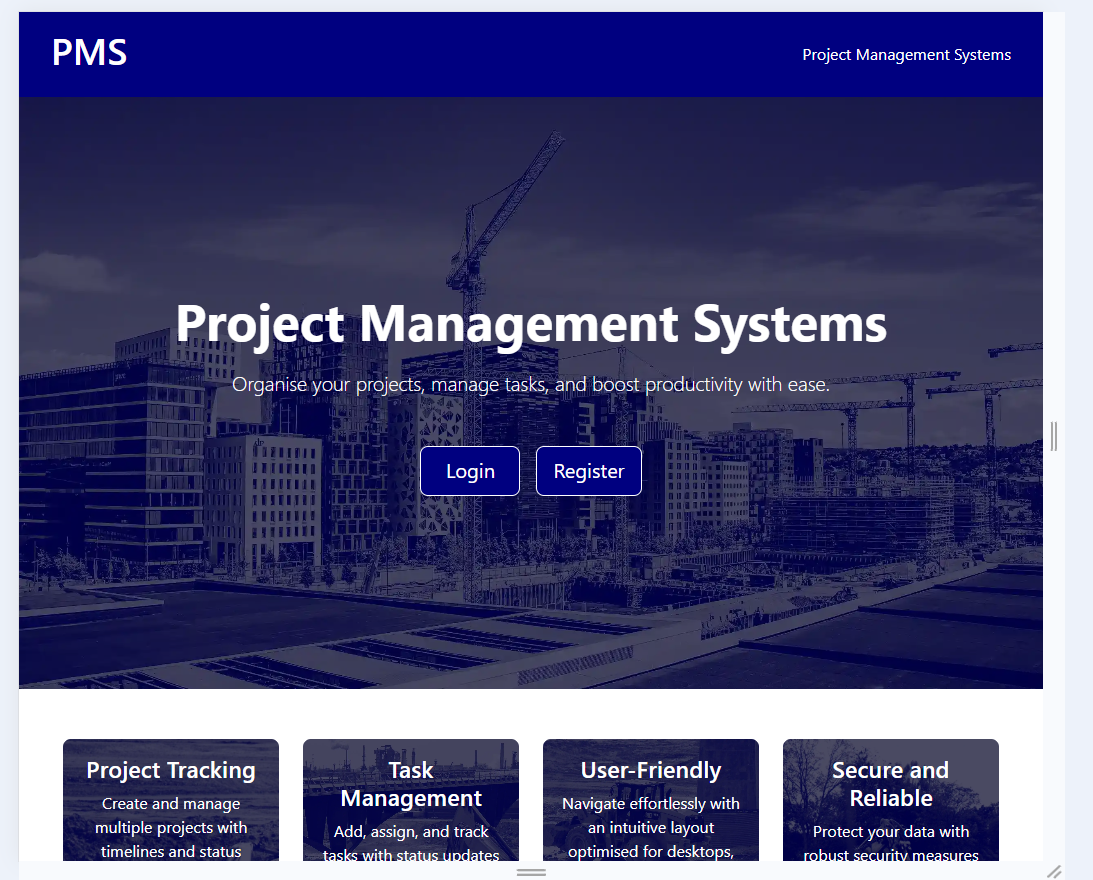 PMS
Project Management Systems
Project Management Systems
Organise your projects, manage tasks, and boost productivity with ease.
Login
Register
Project Tracking
Create and manage
multiple projects with
timelines and status
Task
Management
Add, assign, and track
tasks with status updates
User-Friendly
Navigate effortlessly with
an intuitive layout
optimised for desktops,
Secure and
Reliable
Protect your data with
robust security measures